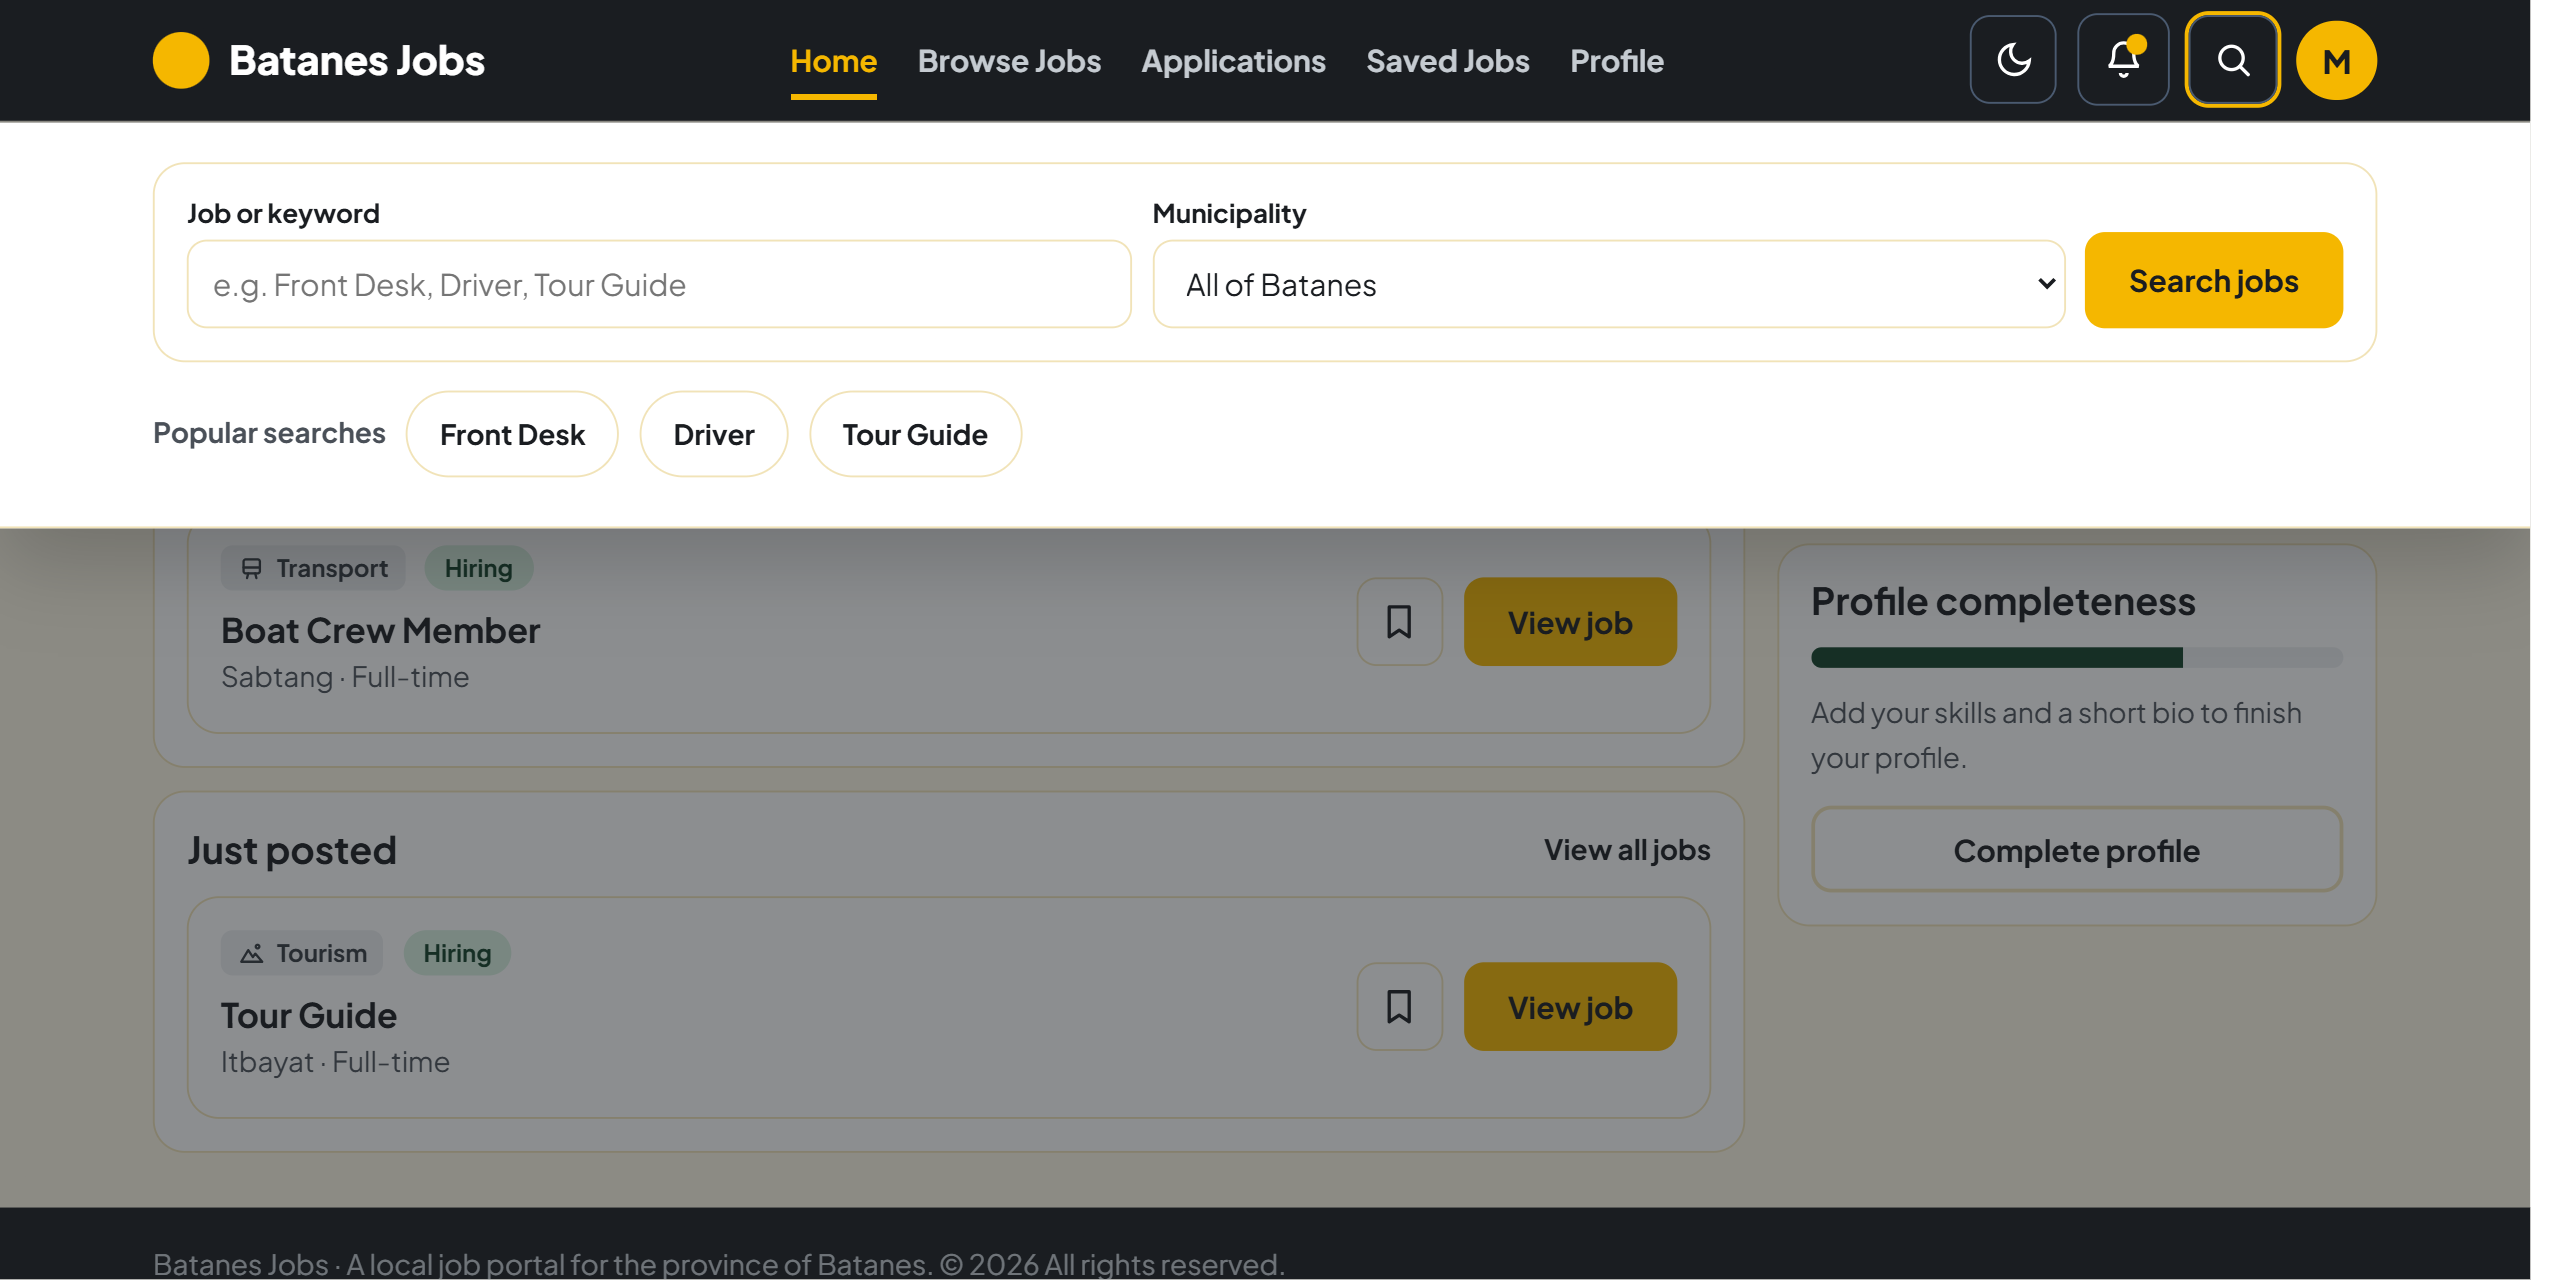 Batanes Jobs
Home
Browse Jobs
Applications
Saved Jobs
Profile
M
Job or keyword
e.g. Front Desk, Driver, Tour Guide
Municipality
All of Batanes
Search jobs
Popular searches
Front Desk
Driver
Tour Guide
Transport
Hiring
Boat Crew Member
Sabtang · Full-time
View job
Profile completeness
Add your skills and a short bio to finish
your profile.
Complete profile
Just posted
View all jobs
Tourism
Hiring
Tour Guide
Itbayat · Full-time
View job
Batanes Jobs · A local job portal for the province of Batanes. © 2026 All rights reserved.